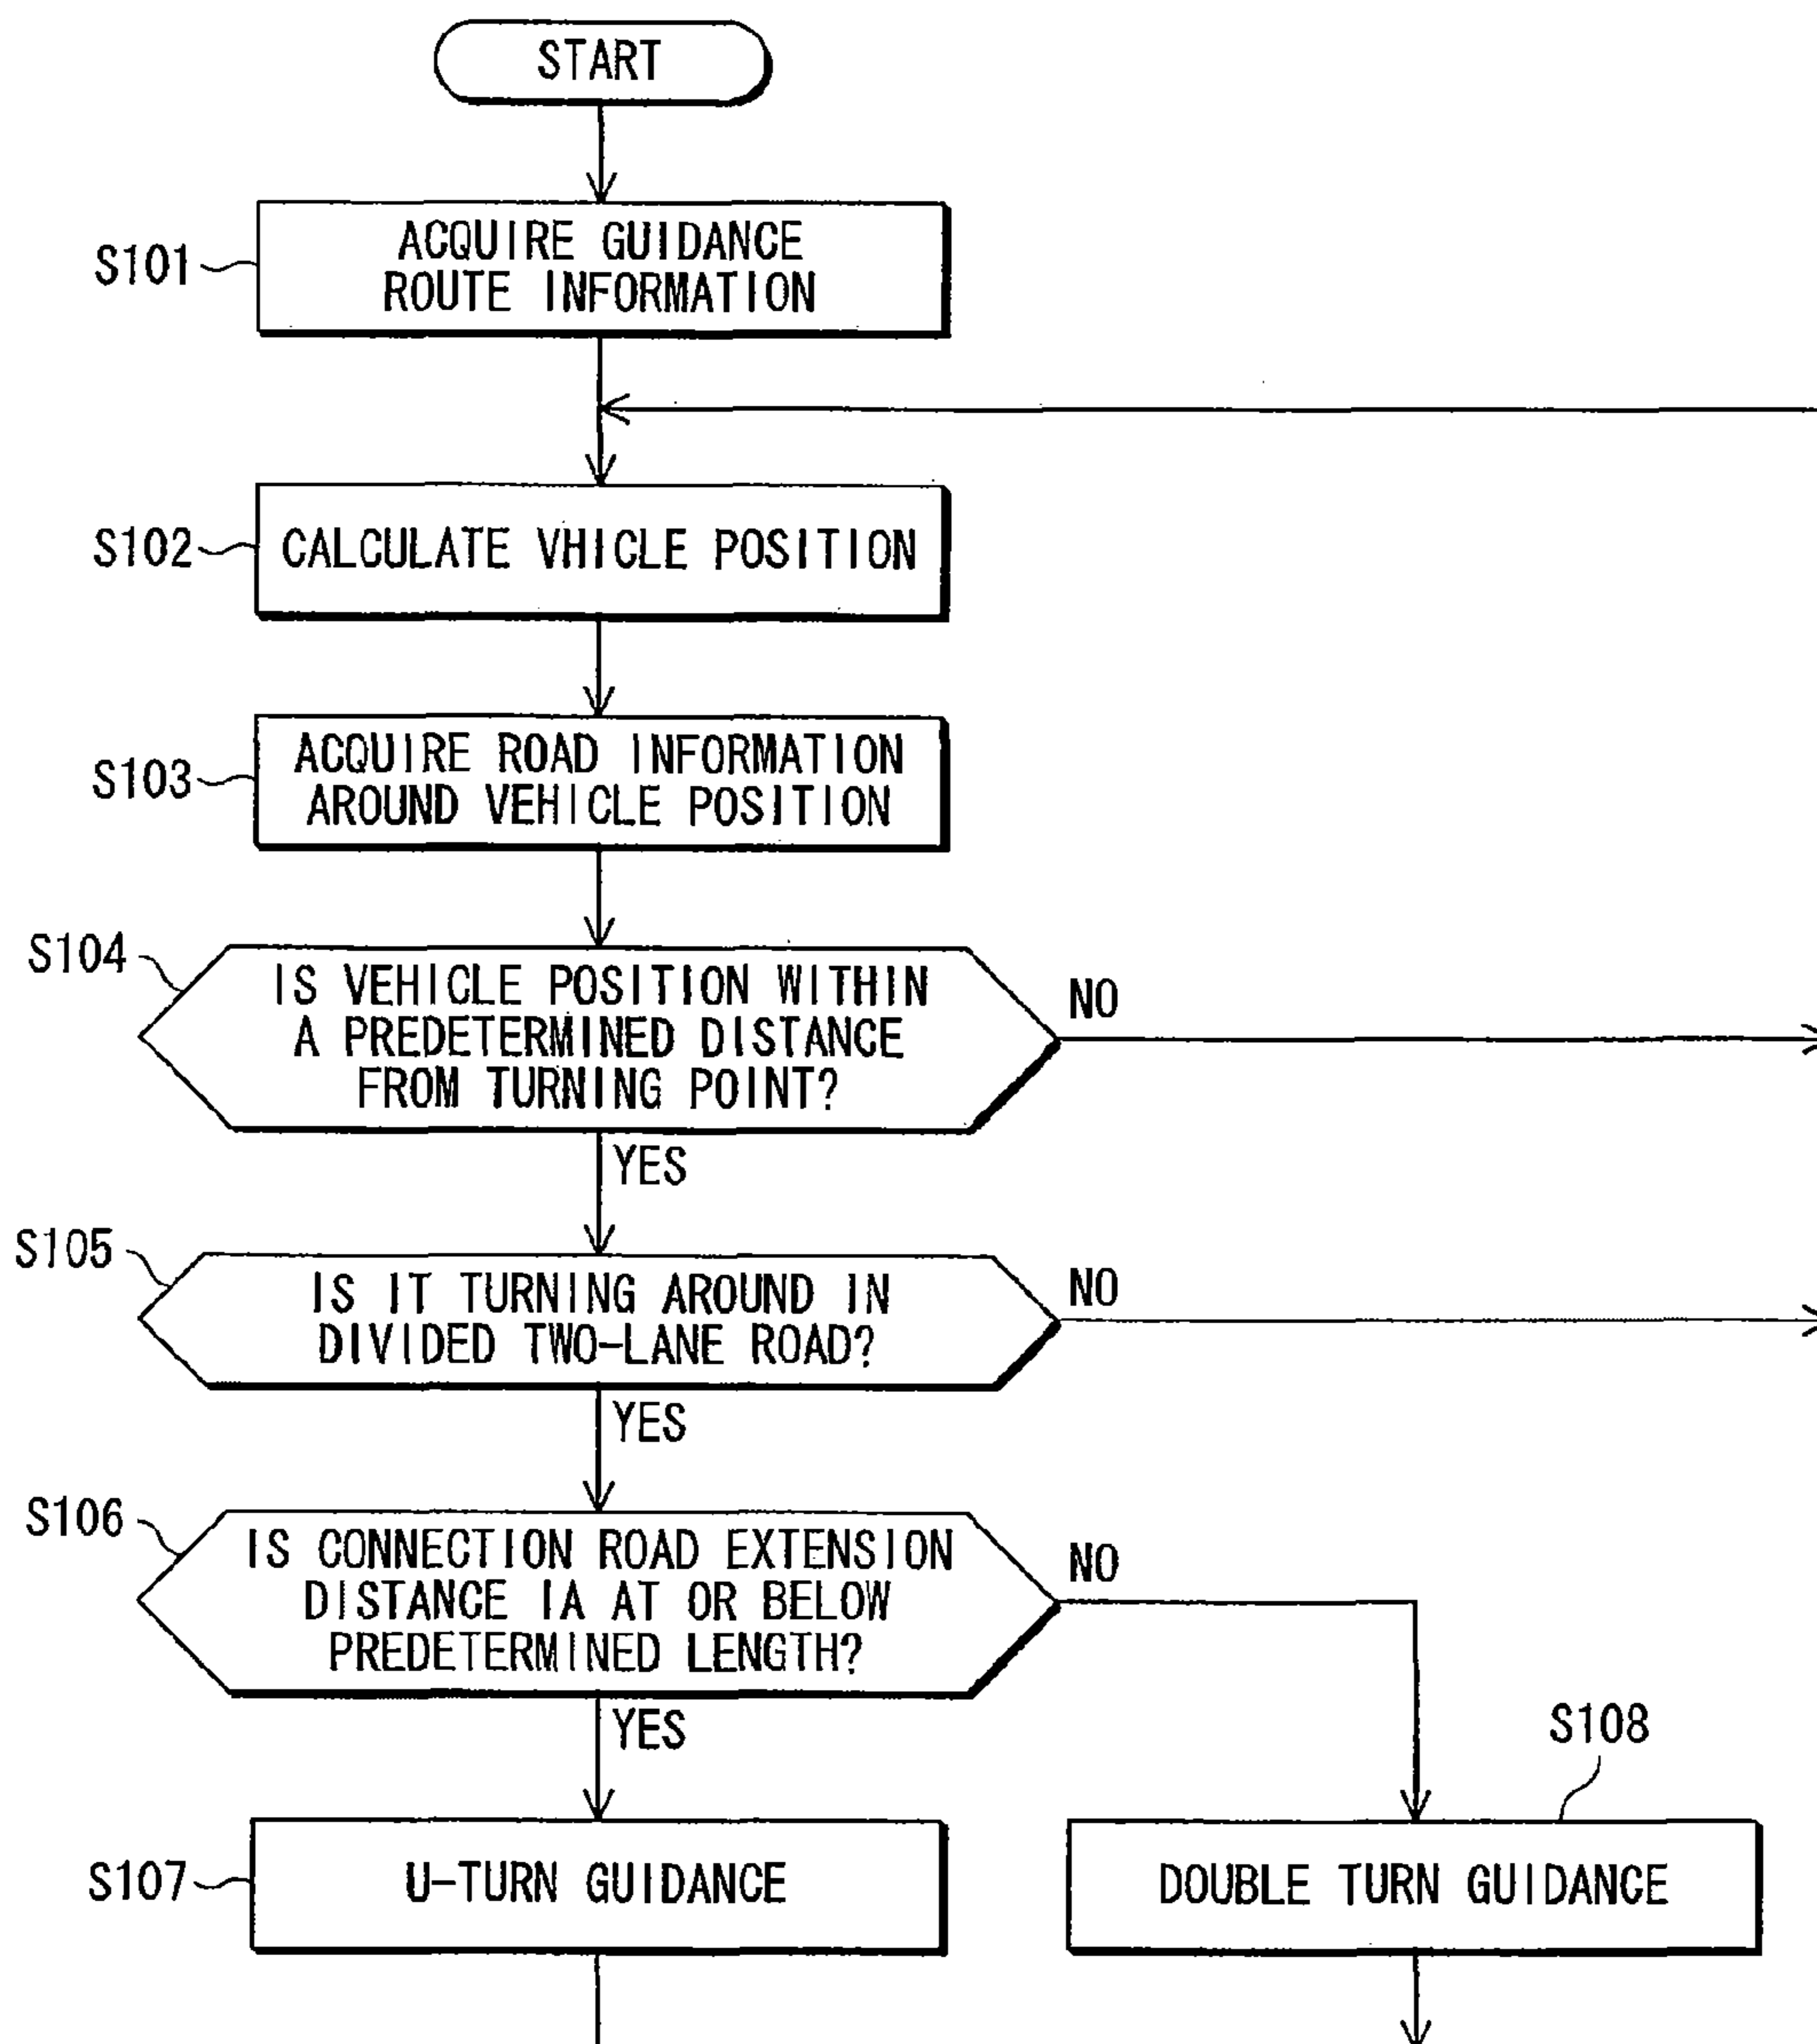 START
S101
ACQUIRE GUIDANCE
ROUTE INFORMATION
S102
CALCULATE VHICLE POSITION
S103
ACQUIRE ROAD INFORMATION
AROUND VEHICLE POSITION
S104
IS VEHICLE POSITION WITHIN
A PREDETERMINED DISTANCE
FROM TURNING POINT?
NO
YES
S105
IS IT TURNING AROUND IN
DIVIDED TWO-LANE ROAD?
NO
YES
S106
IS CONNECTION ROAD EXTENSION
DISTANCE IA AT OR BELOW
PREDETERMINED LENGTH?
NO
YES
S107
U-TURN GUIDANCE
S108
DOUBLE TURN GUIDANCE